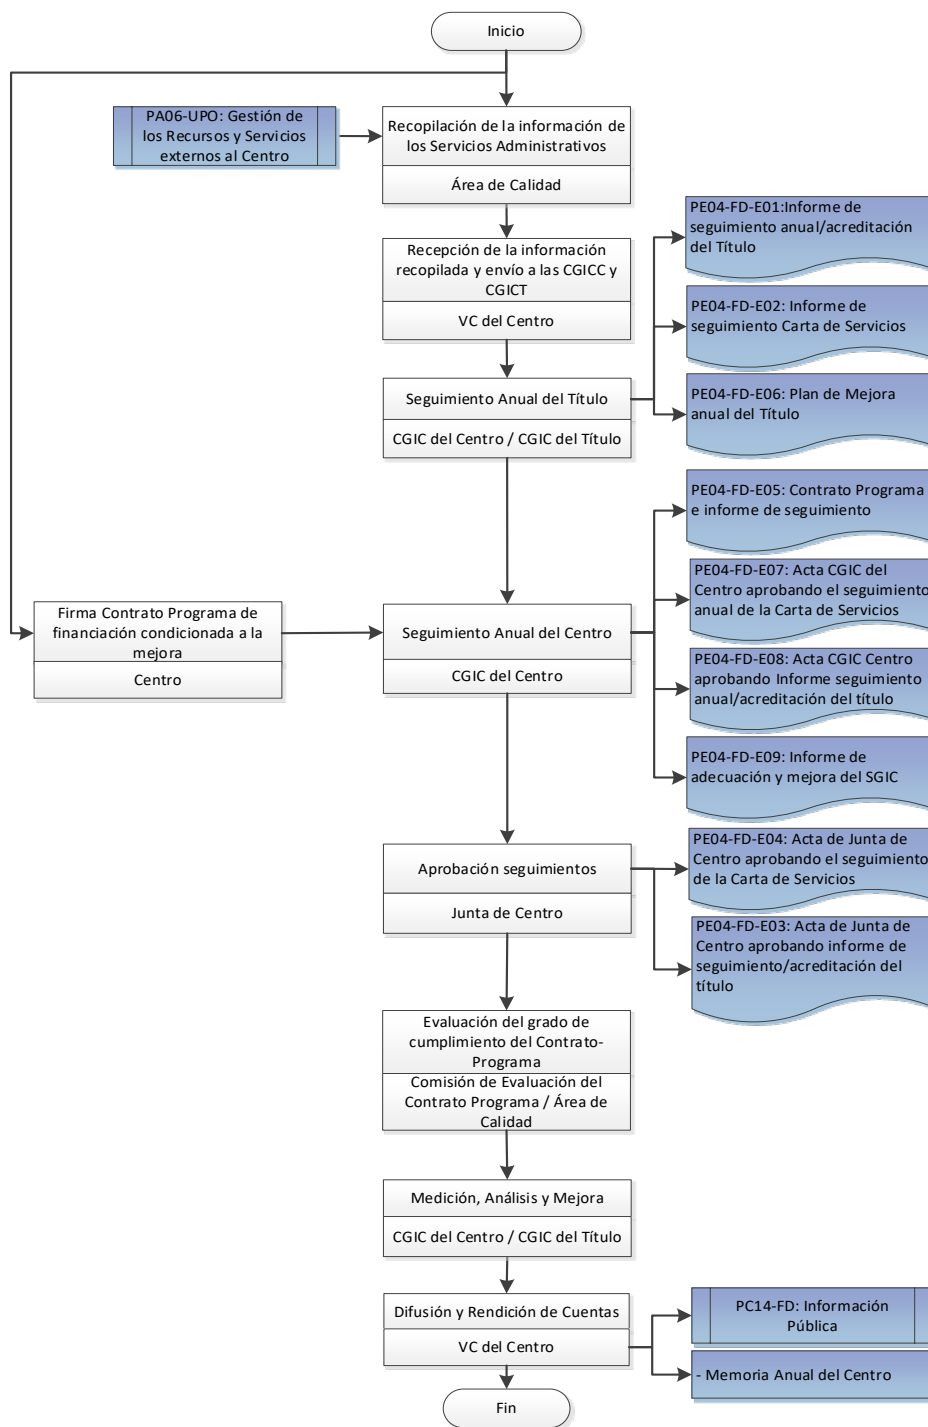 Inicio
PA06-UPO: Gestión de
los Recursos y Servicios
externos al Centro
Recopilación de la información de
los Servicios Administrativos
Área de Calidad
PE04-FD-E01:Informe de
seguimiento anual/acreditación
del Título
Recepción de la información
recopilada y envío a las CGICC y
CGICT
VC del Centro
PE04-FD-E02: Informe de
seguimiento Carta de Servicios
Seguimiento Anual del Título
CGIC del Centro / CGIC del Título
PE04-FD-E06: Plan de Mejora
anual del Título
PE04-FD-E05: Contrato Programa
e informe de seguimiento
PE04-FD-E07: Acta CGIC del
Centro aprobando el seguimiento
anual de la Carta de Servicios
Firma Contrato Programa de
financiación condicionada a la
mejora
Centro
Seguimiento Anual del Centro
CGIC del Centro
PE04-FD-E08: Acta CGIC Centro
aprobando Informe seguimiento
anual/acreditación del título
PE04-FD-E09: Informe de
adecuación y mejora del SGIC
Aprobación seguimientos
Junta de Centro
PE04-FD-E04: Acta de Junta de
Centro aprobando el seguimiento
de la Carta de Servicios
PE04-FD-E03: Acta de Junta de
Centro aprobando informe de
seguimiento/acreditación del
título
Evaluación del grado de
cumplimiento del Contrato-
Programa
Comisión de Evaluación del
Contrato Programa / Área de
Calidad
Medición, Análisis y Mejora
CGIC del Centro / CGIC del Título
Difusión y Rendición de Cuentas
VC del Centro
PC14-FD: Información
Pública
- Memoria Anual del Centro
Fin